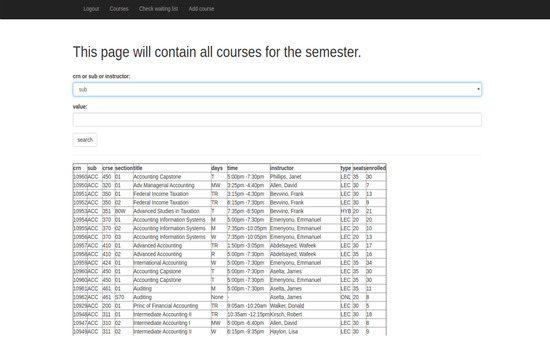 Logout Courses Check waiting list Add course
This page will contain all courses for the semester.
crn or sub or instructor:
sub
value:
search
crn sub crse section title days time instructor type seats enrolled
10960 ACC 450 01 Accounting Capstone T 5:00pm -7:30pm Phillips, Janet LEC 35 30
10950 ACC 320 01 Adv Managerial Accounting MW 3:25pm -4:40pm Allen, David LEC 30 7
10951 ACC 350 01 Federal Income Taxation TR 3:15pm -4:30pm Bevvino, Frank LEC 30 13
10952 ACC 350 02 Federal Income Taxation TR 6:15pm -7:30pm Bevvino, Frank LEC 30 9
10953 ACC 351 80W Advanced Studies in Taxation T 7:35pm -8:50pm Bevvino, Frank HYB 20 21
10954 ACC 370 01 Accounting Information Systems M 5:00pm -7:30pm Emenyonu, Emmanuel LEC 20 20
10955 ACC 370 02 Accounting Information Systems M 7:35pm -10:05pm Emenyonu, Emmanuel LEC 20 10
10956 ACC 370 03 Accounting Information Systems W 7:35pm -10:05pm Emenyonu, Emmanuel LEC 20 13
10957 ACC 410 01 Advanced Accounting TR 1:50pm -3:05pm Abdelsayed, Wafeek LEC 30 17
10958 ACC 410 02 Advanced Accounting R 5:00pm -7:30pm Abdelsayed, Wafeek LEC 35 16
10959 ACC 424 01 International Accounting W 5:00pm -7:30pm Emenyonu, Emmanuel LEC 35 34
10960 ACC 450 01 Accounting Capstone T 5:00pm -7:30pm Aselta, James LEC 35 30
10960 ACC 450 01 Accounting Capstone T 5:00pm -7:30pm Emenyonu, Emmanuel LEC 35 30
10961 ACC 461 01 Auditing M 5:00pm -7:30pm Aselta, James LEC 35 11
10962 ACC 461 S70 Auditing None - Aselta, James ONL 20 8
10929 ACC 200 01 Princ of Financial Accounting TR 9:05am -10:20am Walker, Donald LEC 30 5
10948 ACC 311 01 Intermediate Accounting II TR 10:35am -12:15pm Kirsch, Robert LEC 30 18
10947 ACC 310 02 Intermediate Accounting I MW 5:00pm -6:40pm Allen, David LEC 30 8
10949 ACC 311 02 Intermediate Accounting II W 6:15pm -9:35pm Haylon, Lisa LEC 30 9